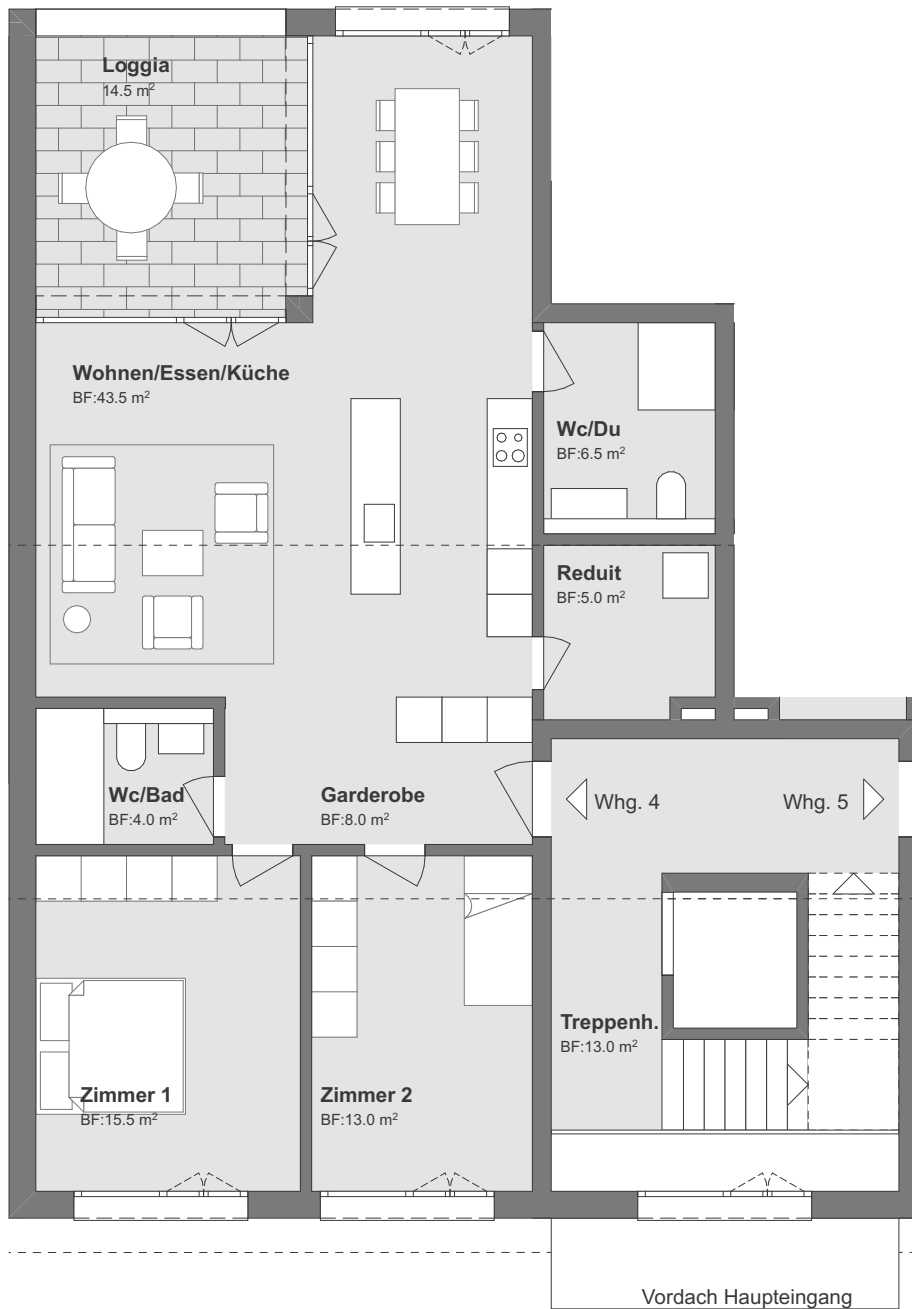 Loggia
14.5 m²
Wohnen/Essen/Küche
BF:43.5 m²
Wc/Du
BF:6.5 m²
Reduit
BF:5.0 m²
Wc/Bad
BF:4.0 m²
Garderobe
BF:8.0 m²
Whg. 4
Whg. 5
Treppenh.
BF:13.0 m²
Zimmer 1
BF:15.5 m²
Zimmer 2
BF:13.0 m²
Vordach Haupteingang